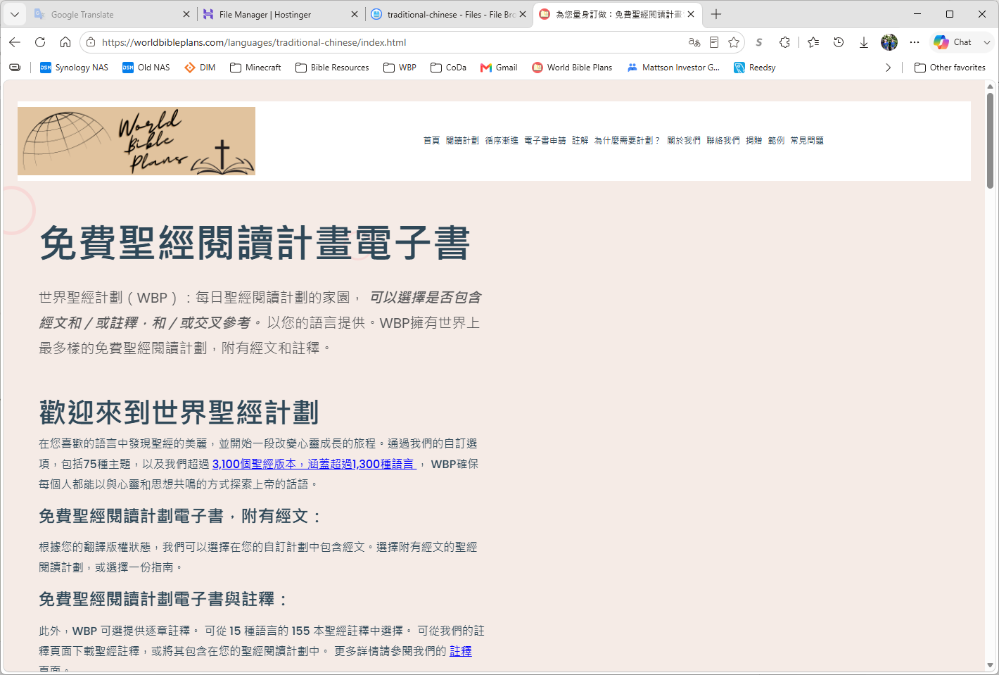 Google Translate
File Manager | Hostinger
traditional-chinese - Files - File Bro
為您量身訂做：免費聖經閱讀計畫
https://worldbibleplans.com/languages/traditional-chinese/index.html
Chat
Synology NAS
Old NAS
DIM
Minecraft
Bible Resources
WBP
CoDa
Gmail
World Bible Plans
Mattson Investor G...
Reedsy
Other favorites
World
Bible
Plans
首頁 閱讀計劃 循序漸進 電子書申請 註解 為什麼需要計劃？ 關於我們 聯絡我們 捐贈 範例 常見問題
免費聖經閱讀計畫電子書
世界聖經計劃（WBP）：每日聖經閱讀計劃的家園， 可以選擇是否包含
經文和／或註釋，和／或交叉參考。 以您的語言提供。WBP擁有世界上
最多樣的免費聖經閱讀計劃，附有經文和註釋。
歡迎來到世界聖經計劃
在您喜歡的語言中發現聖經的美麗，並開始一段改變心靈成長的旅程。通過我們的自訂選
項，包括75種主題，以及我們超過 3,100個聖經版本，涵蓋超過1,300種語言 ， WBP確保
每個人都能以與心靈和思想共鳴的方式探索上帝的話語。
免費聖經閱讀計劃電子書，附有經文：
根據您的翻譯版權狀態，我們可以選擇在您的自訂計劃中包含經文。選擇附有經文的聖經
閱讀計劃，或選擇一份指南。
免費聖經閱讀計劃電子書與註釋：
此外，WBP 可選提供逐章註釋。 可從 15 種語言的 155 本聖經註釋中選擇。 可從我們的註
釋頁面下載聖經註釋，或將其包含在您的聖經閱讀計劃中。 更多詳情請參閱我們的 註釋
頁面。